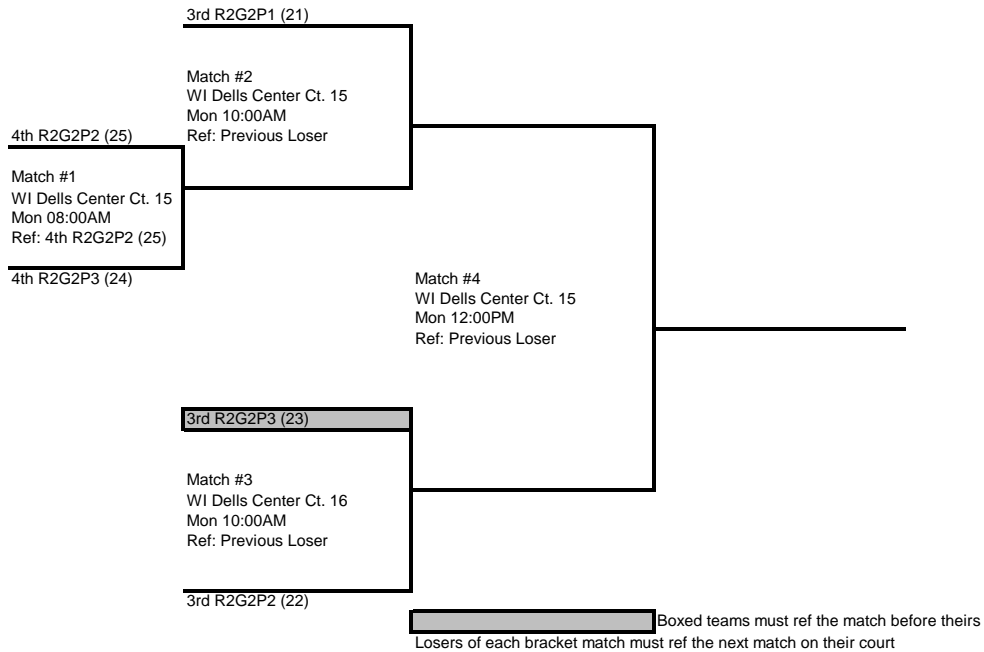 3rd R2G2P1 (21)
Match #2
WI Dells Center Ct. 15
Mon 10:00AM
Ref: Previous Loser
4th R2G2P2 (25)
Match #1
WI Dells Center Ct. 15
Mon 08:00AM
Ref: 4th R2G2P2 (25)
4th R2G2P3 (24)
Match #4
WI Dells Center Ct. 15
Mon 12:00PM
Ref: Previous Loser
3rd R2G2P3 (23)
Match #3
WI Dells Center Ct. 16
Mon 10:00AM
Ref: Previous Loser
3rd R2G2P2 (22)
Boxed teams must ref the match before theirs
Losers of each bracket match must ref the next match on their court